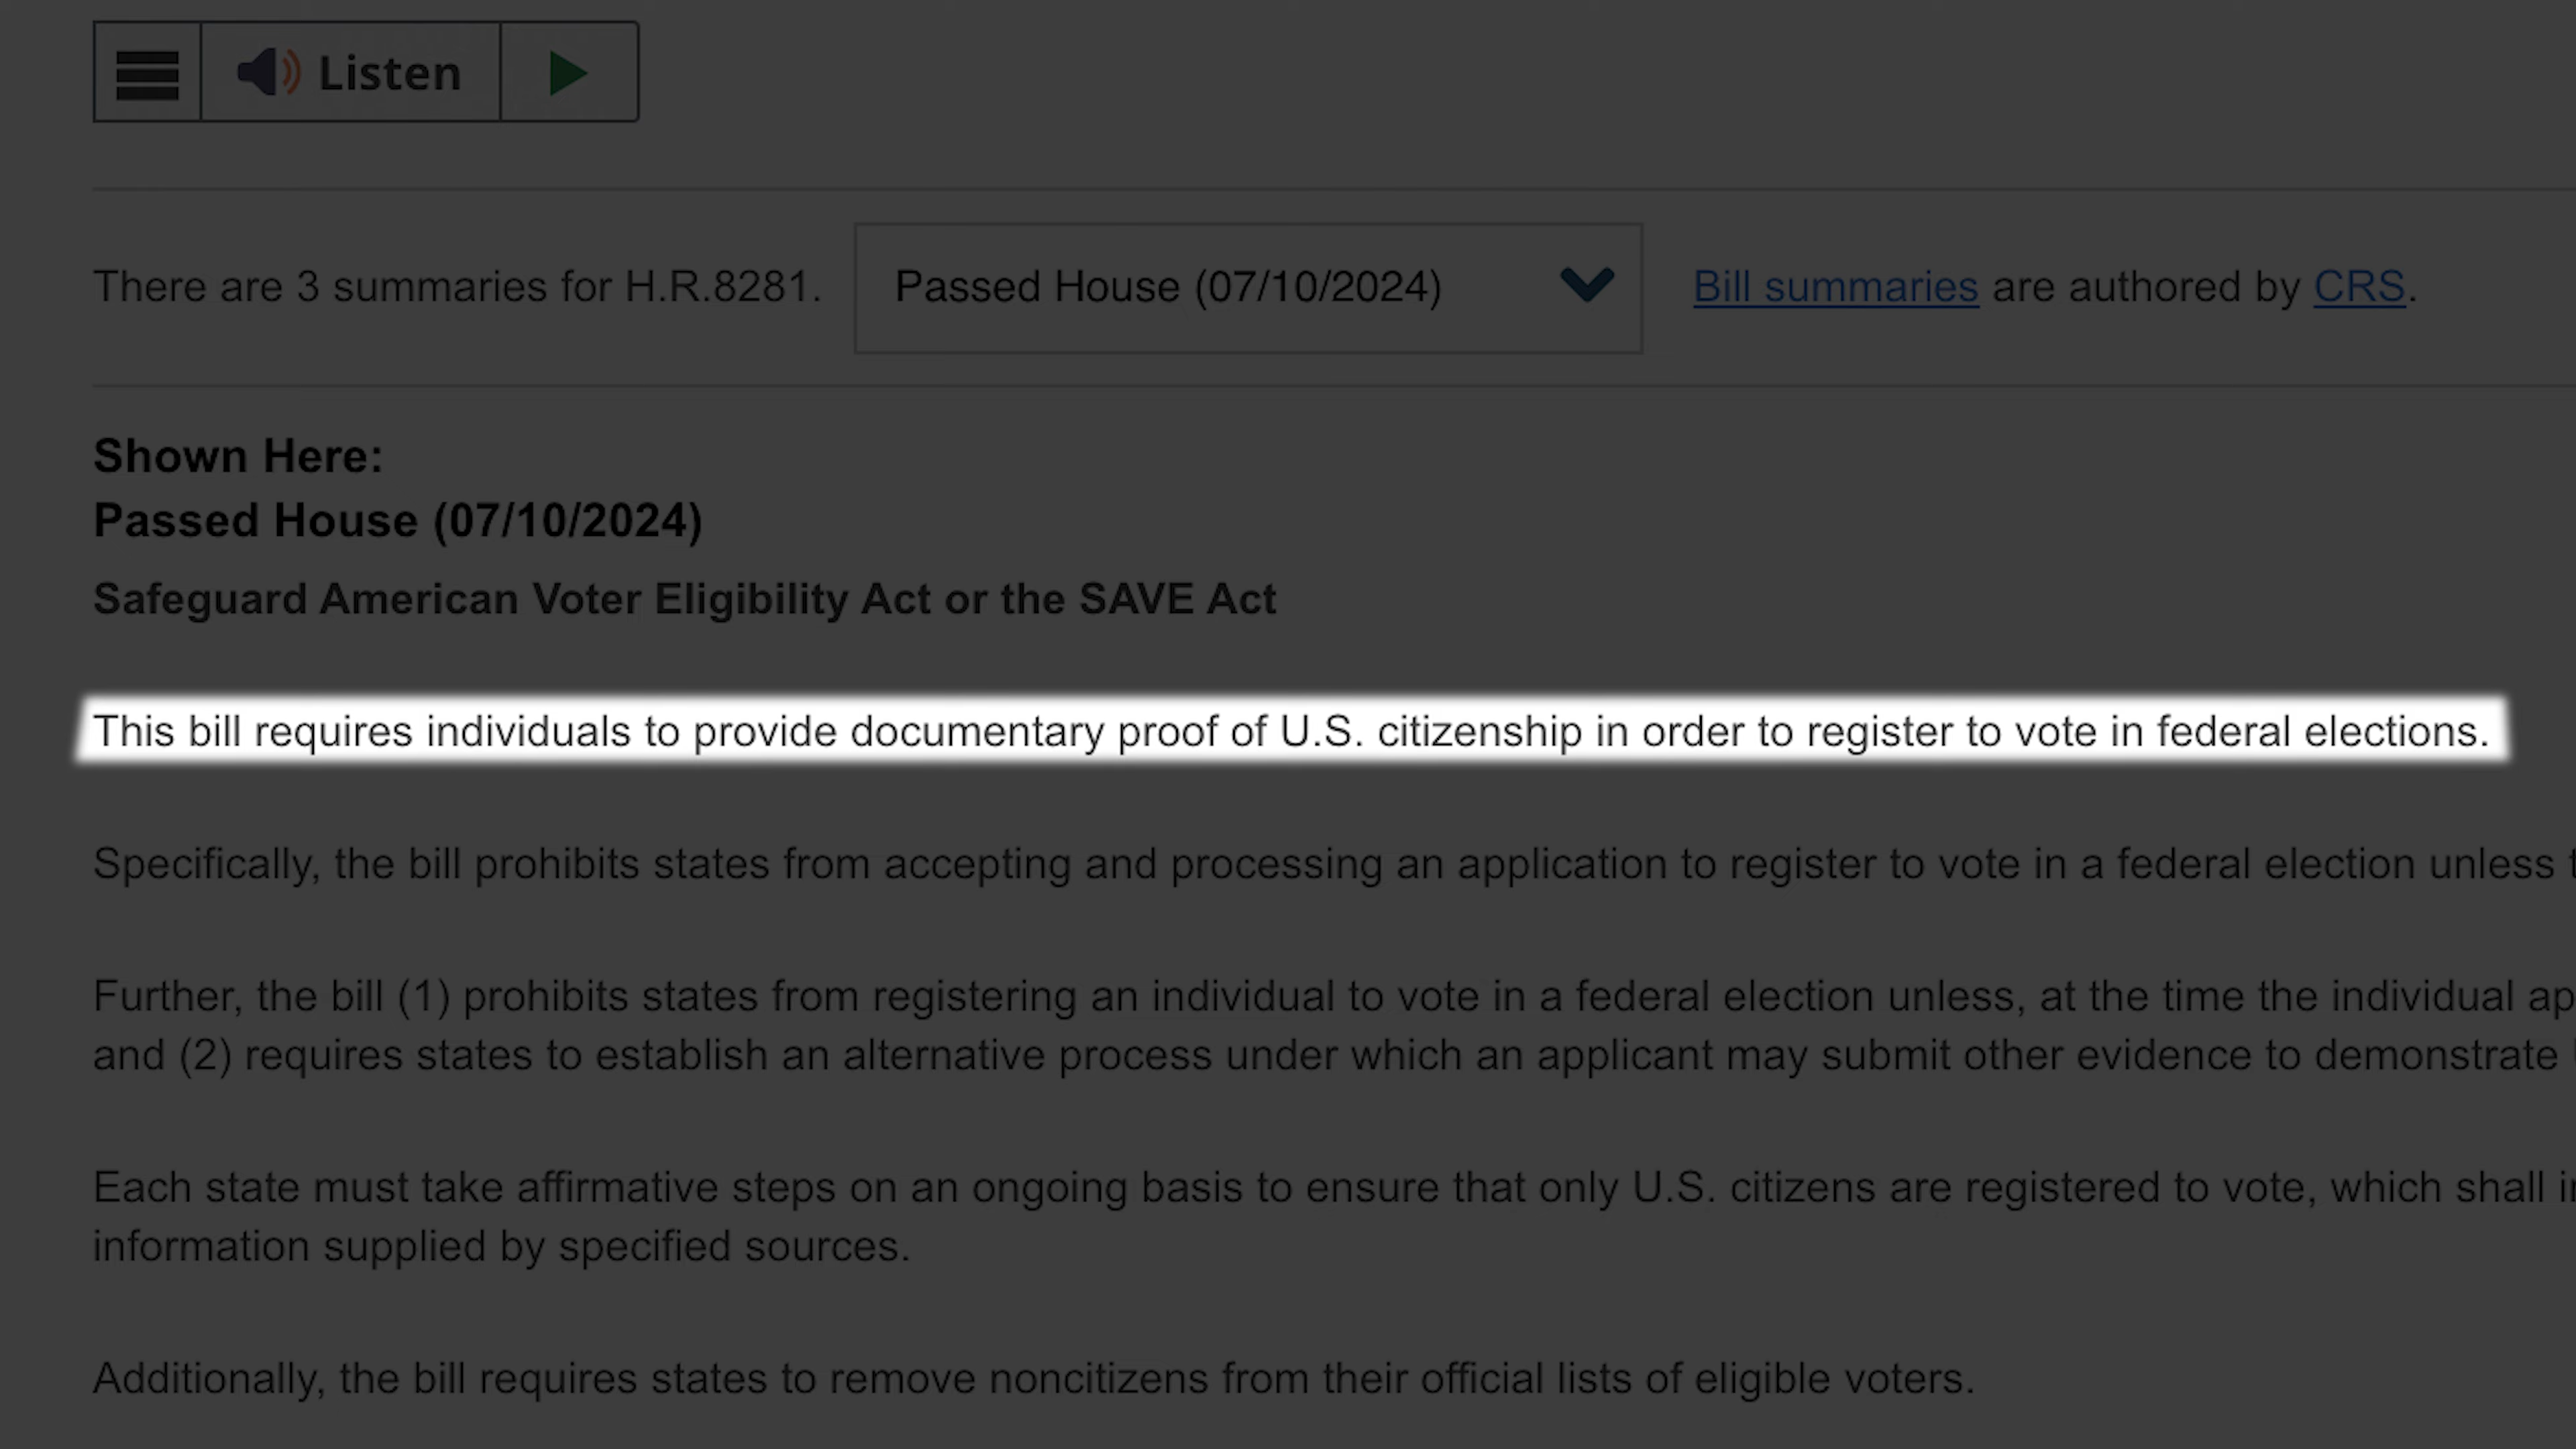 Listen
There are 3 summaries for H.R.8281. Passed House (07/10/2024) Bill summaries are authored by CRS.
Shown Here:
Passed House (07/10/2024)
Safeguard American Voter Eligibility Act or the SAVE Act
This bill requires individuals to provide documentary proof of U.S. citizenship in order to register to vote in federal elections.
Specifically, the bill prohibits states from accepting and processing an application to register to vote in a federal election unless
Further, the bill (1) prohibits states from registering an individual to vote in a federal election unless, at the time the individual
and (2) requires states to establish an alternative process under which an applicant may submit other evidence to demonstrate
Each state must take affirmative steps on an ongoing basis to ensure that only U.S. citizens are registered to vote, which shall
information supplied by specified sources.
Additionally, the bill requires states to remove noncitizens from their official lists of eligible voters.